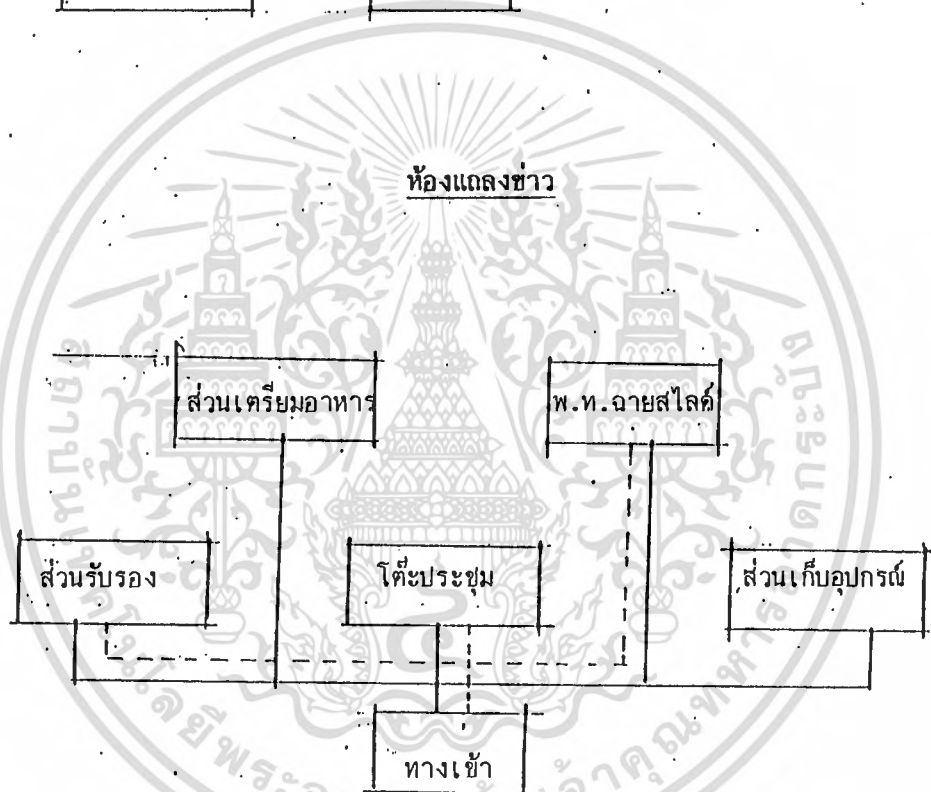 ห้องแถลงข่าว
ส่วนเตรียมอาหาร
พ.ท.ฉายสไลด์
ส่วนรับรอง
โต๊ะประชุม
ส่วนเก็บอุปกรณ์
ทางเข้า